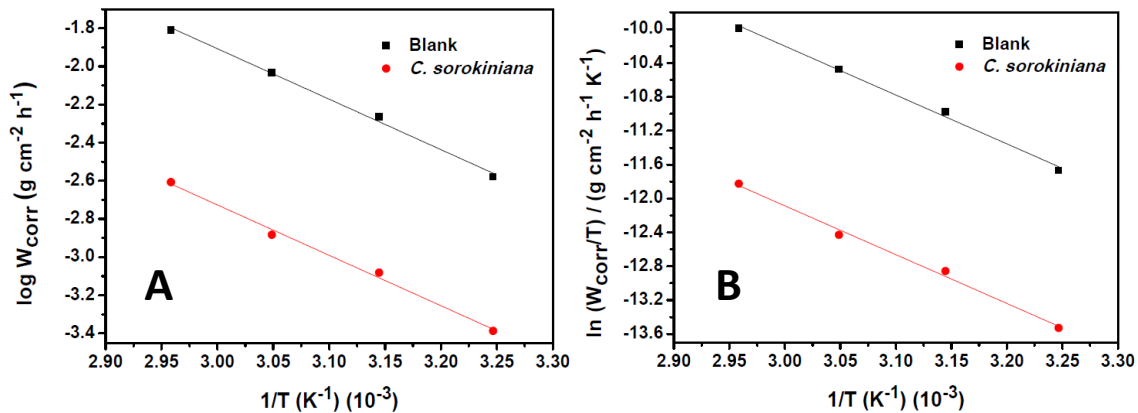 log W_corr (g cm^-2 h^-1)
-1.8
-2.0
-2.2
-2.4
-2.6
-2.8
-3.0
-3.2
-3.4
Blank
C. sorokiniana
A
2.90 2.95 3.00 3.05 3.10 3.15 3.20 3.25 3.30
1/T (K^-1) (10^-3)
ln (W_corr/T) / (g cm^-2 h^-1 K^-1)
-10.0
-10.4
-10.8
-11.2
-11.6
-12.0
-12.4
-12.8
-13.2
-13.6
Blank
C. sorokiniana
B
2.90 2.95 3.00 3.05 3.10 3.15 3.20 3.25 3.30
1/T (K^-1) (10^-3)